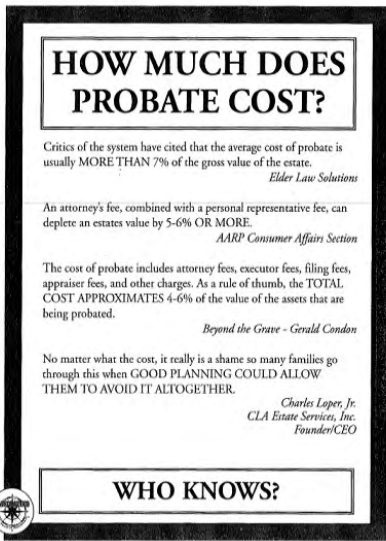 HOW MUCH DOES
PROBATE COST?
Critics of the system have cited that the average cost of probate is
usually MORE THAN 7% of the gross value of the estate.
Elder Law Solutions
An attorney's fee, combined with a personal representative fee, can
deplete an estates value by 5-6% OR MORE.
AARP Consumer Affairs Section
The cost of probate includes attorney fees, executor fees, filing fees,
appraiser fees, and other charges. As a rule of thumb, the TOTAL
COST APPROXIMATES 4-6% of the value of the assets that are
being probated.
Beyond the Grave - Gerald Condon
No matter what the cost, it really is a shame so many families go
through this when GOOD PLANNING COULD ALLOW
THEM TO AVOID IT ALTOGETHER.
Charles Loper, Jr.
CLA Estate Services, Inc.
Founder/CEO
WHO KNOWS?